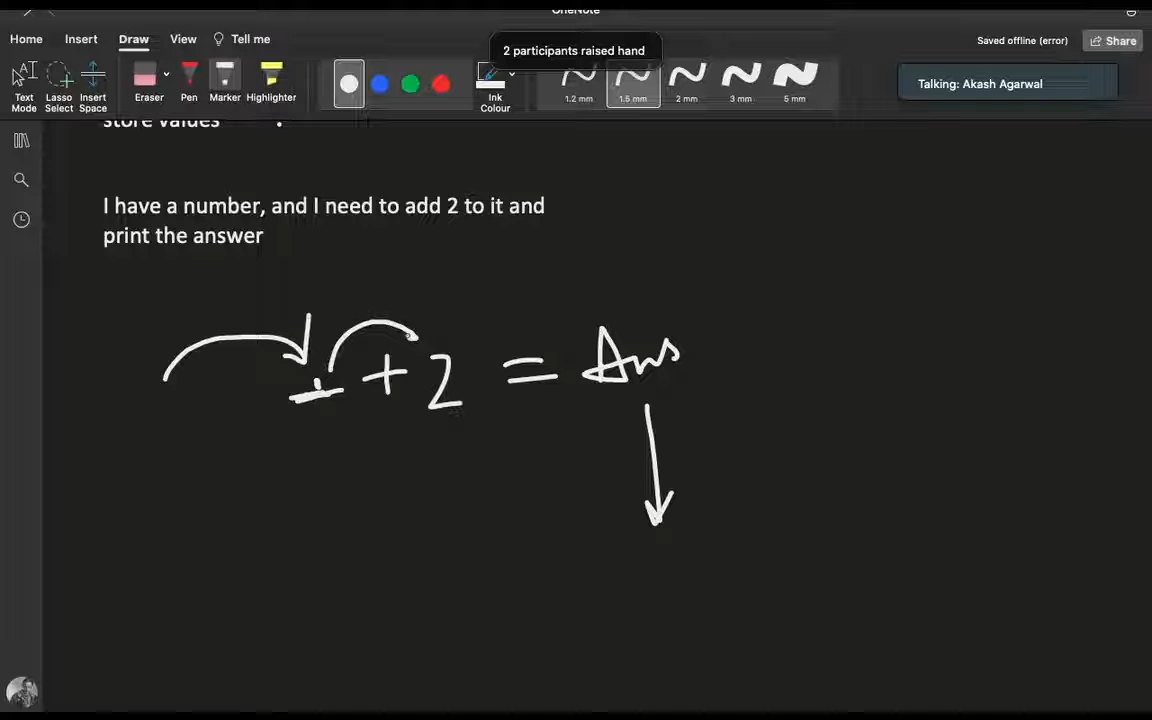 OneNote
2 participants raised hand
Home Insert Draw View Tell me
Saved offline (error)
Share
Talking: Akash Agarwal
Text Mode
Lasso Select
Insert Space
Eraser
Pen
Marker
Highlighter
Ink Colour
1.2 mm
1.5 mm
2 mm
3 mm
5 mm
store values .
I have a number, and I need to add 2 to it and
print the answer
_ + 2 = Ans